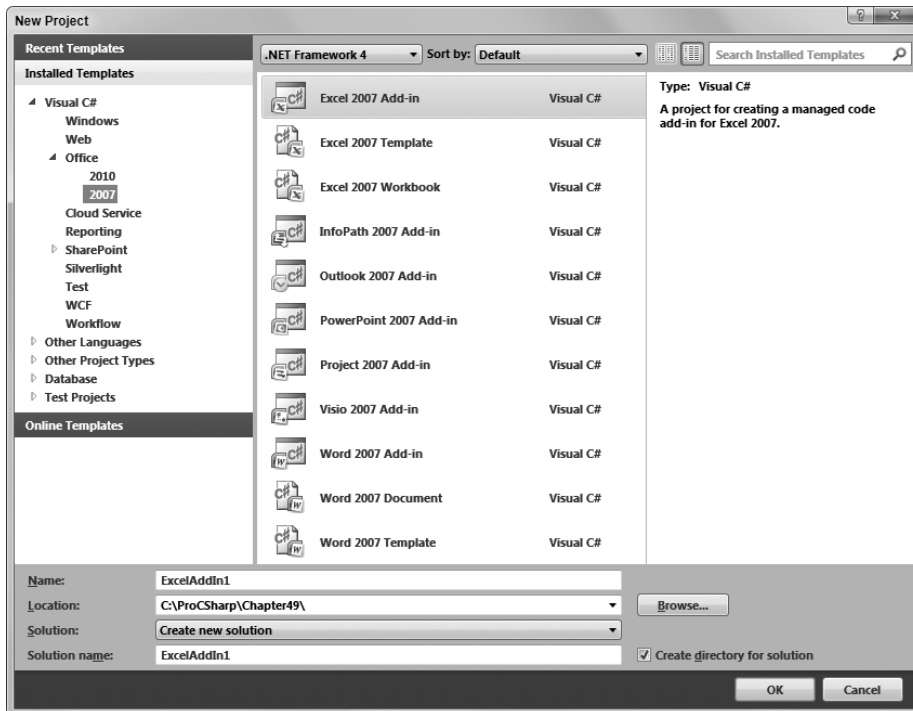 New Project
Recent Templates
Installed Templates
Visual C#
Windows
Web
Office
2010
2007
Cloud Service
Reporting
SharePoint
Silverlight
Test
WCF
Workflow
Other Languages
Other Project Types
Database
Test Projects
Online Templates
.NET Framework 4 Sort by: Default Search Installed Templates
Excel 2007 Add-in Visual C#
Excel 2007 Template Visual C#
Excel 2007 Workbook Visual C#
InfoPath 2007 Add-in Visual C#
Outlook 2007 Add-in Visual C#
PowerPoint 2007 Add-in Visual C#
Project 2007 Add-in Visual C#
Visio 2007 Add-in Visual C#
Word 2007 Add-in Visual C#
Word 2007 Document Visual C#
Word 2007 Template Visual C#
Type: Visual C#
A project for creating a managed code
add-in for Excel 2007.
Name: ExcelAddIn1
Location: C:\ProCSharp\Chapter49\ Browse...
Solution: Create new solution
Solution name: ExcelAddIn1 Create directory for solution
OK Cancel